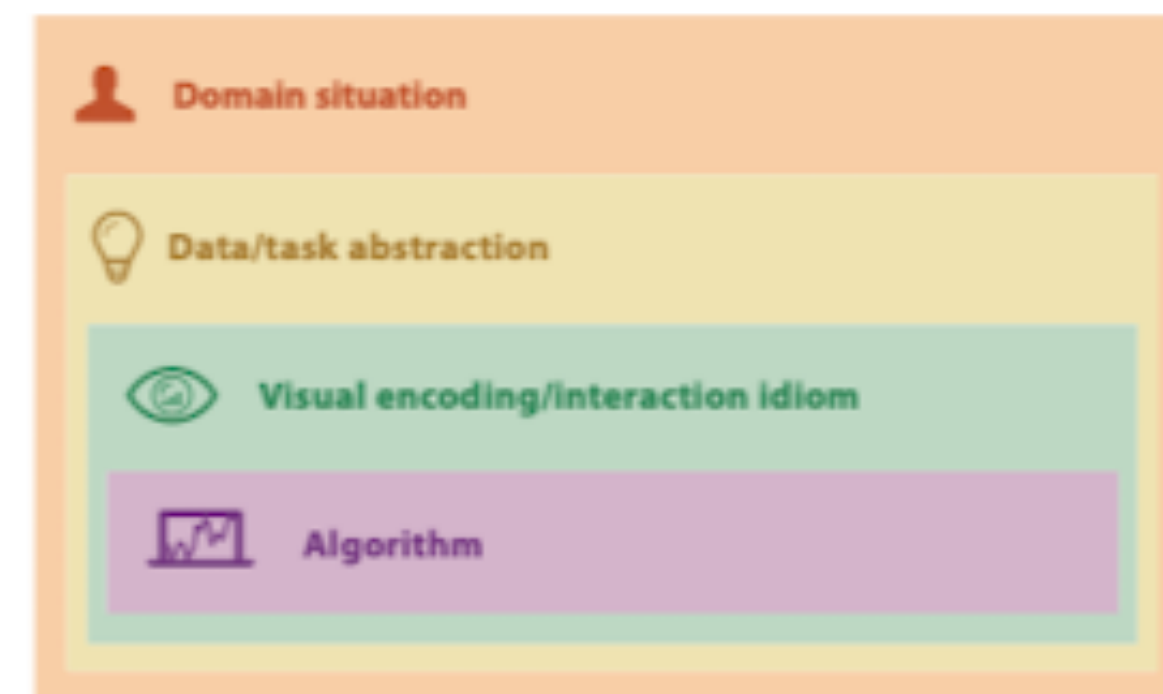 Domain situation
Data/task abstraction
Visual encoding/interaction idiom
Algorithm